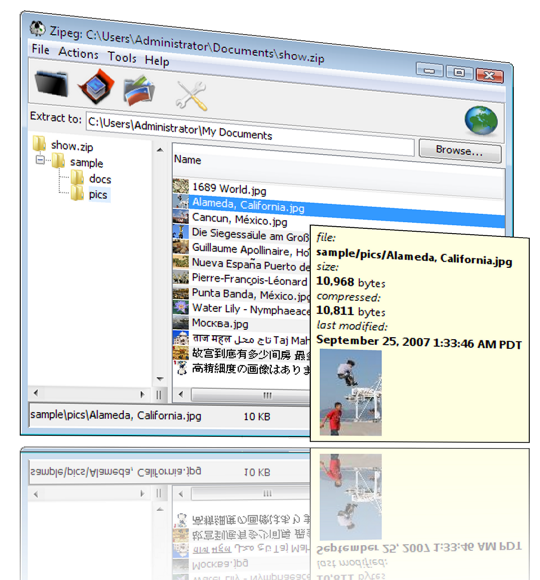 Zipeg: C:\Users\Administrator\Documents\show.zip
File Actions Tools Help
Extract to: C:\Users\Administrator\My Documents Browse...
show.zip
sample
docs
pics
Name
1689 World.jpg
Alameda, California.jpg
Cancun, México.jpg
Die Siegessäule am Groß
Guillaume Apollinaire, Ho
Nueva España Puerto de
Pierre-François-Léonard
Punta Banda, México.jpg
Water Lily - Nymphaeace
Москва.jpg
ताज महल تاج محل Taj Mah
故宫到底有多少间房 最多
高精細度の画像はありま
file:
sample/pics/Alameda, California.jpg
size:
10,968 bytes
compressed:
10,811 bytes
last modified:
September 25, 2007 1:33:46 AM PDT
sample\pics\Alameda, California.jpg 10 KB